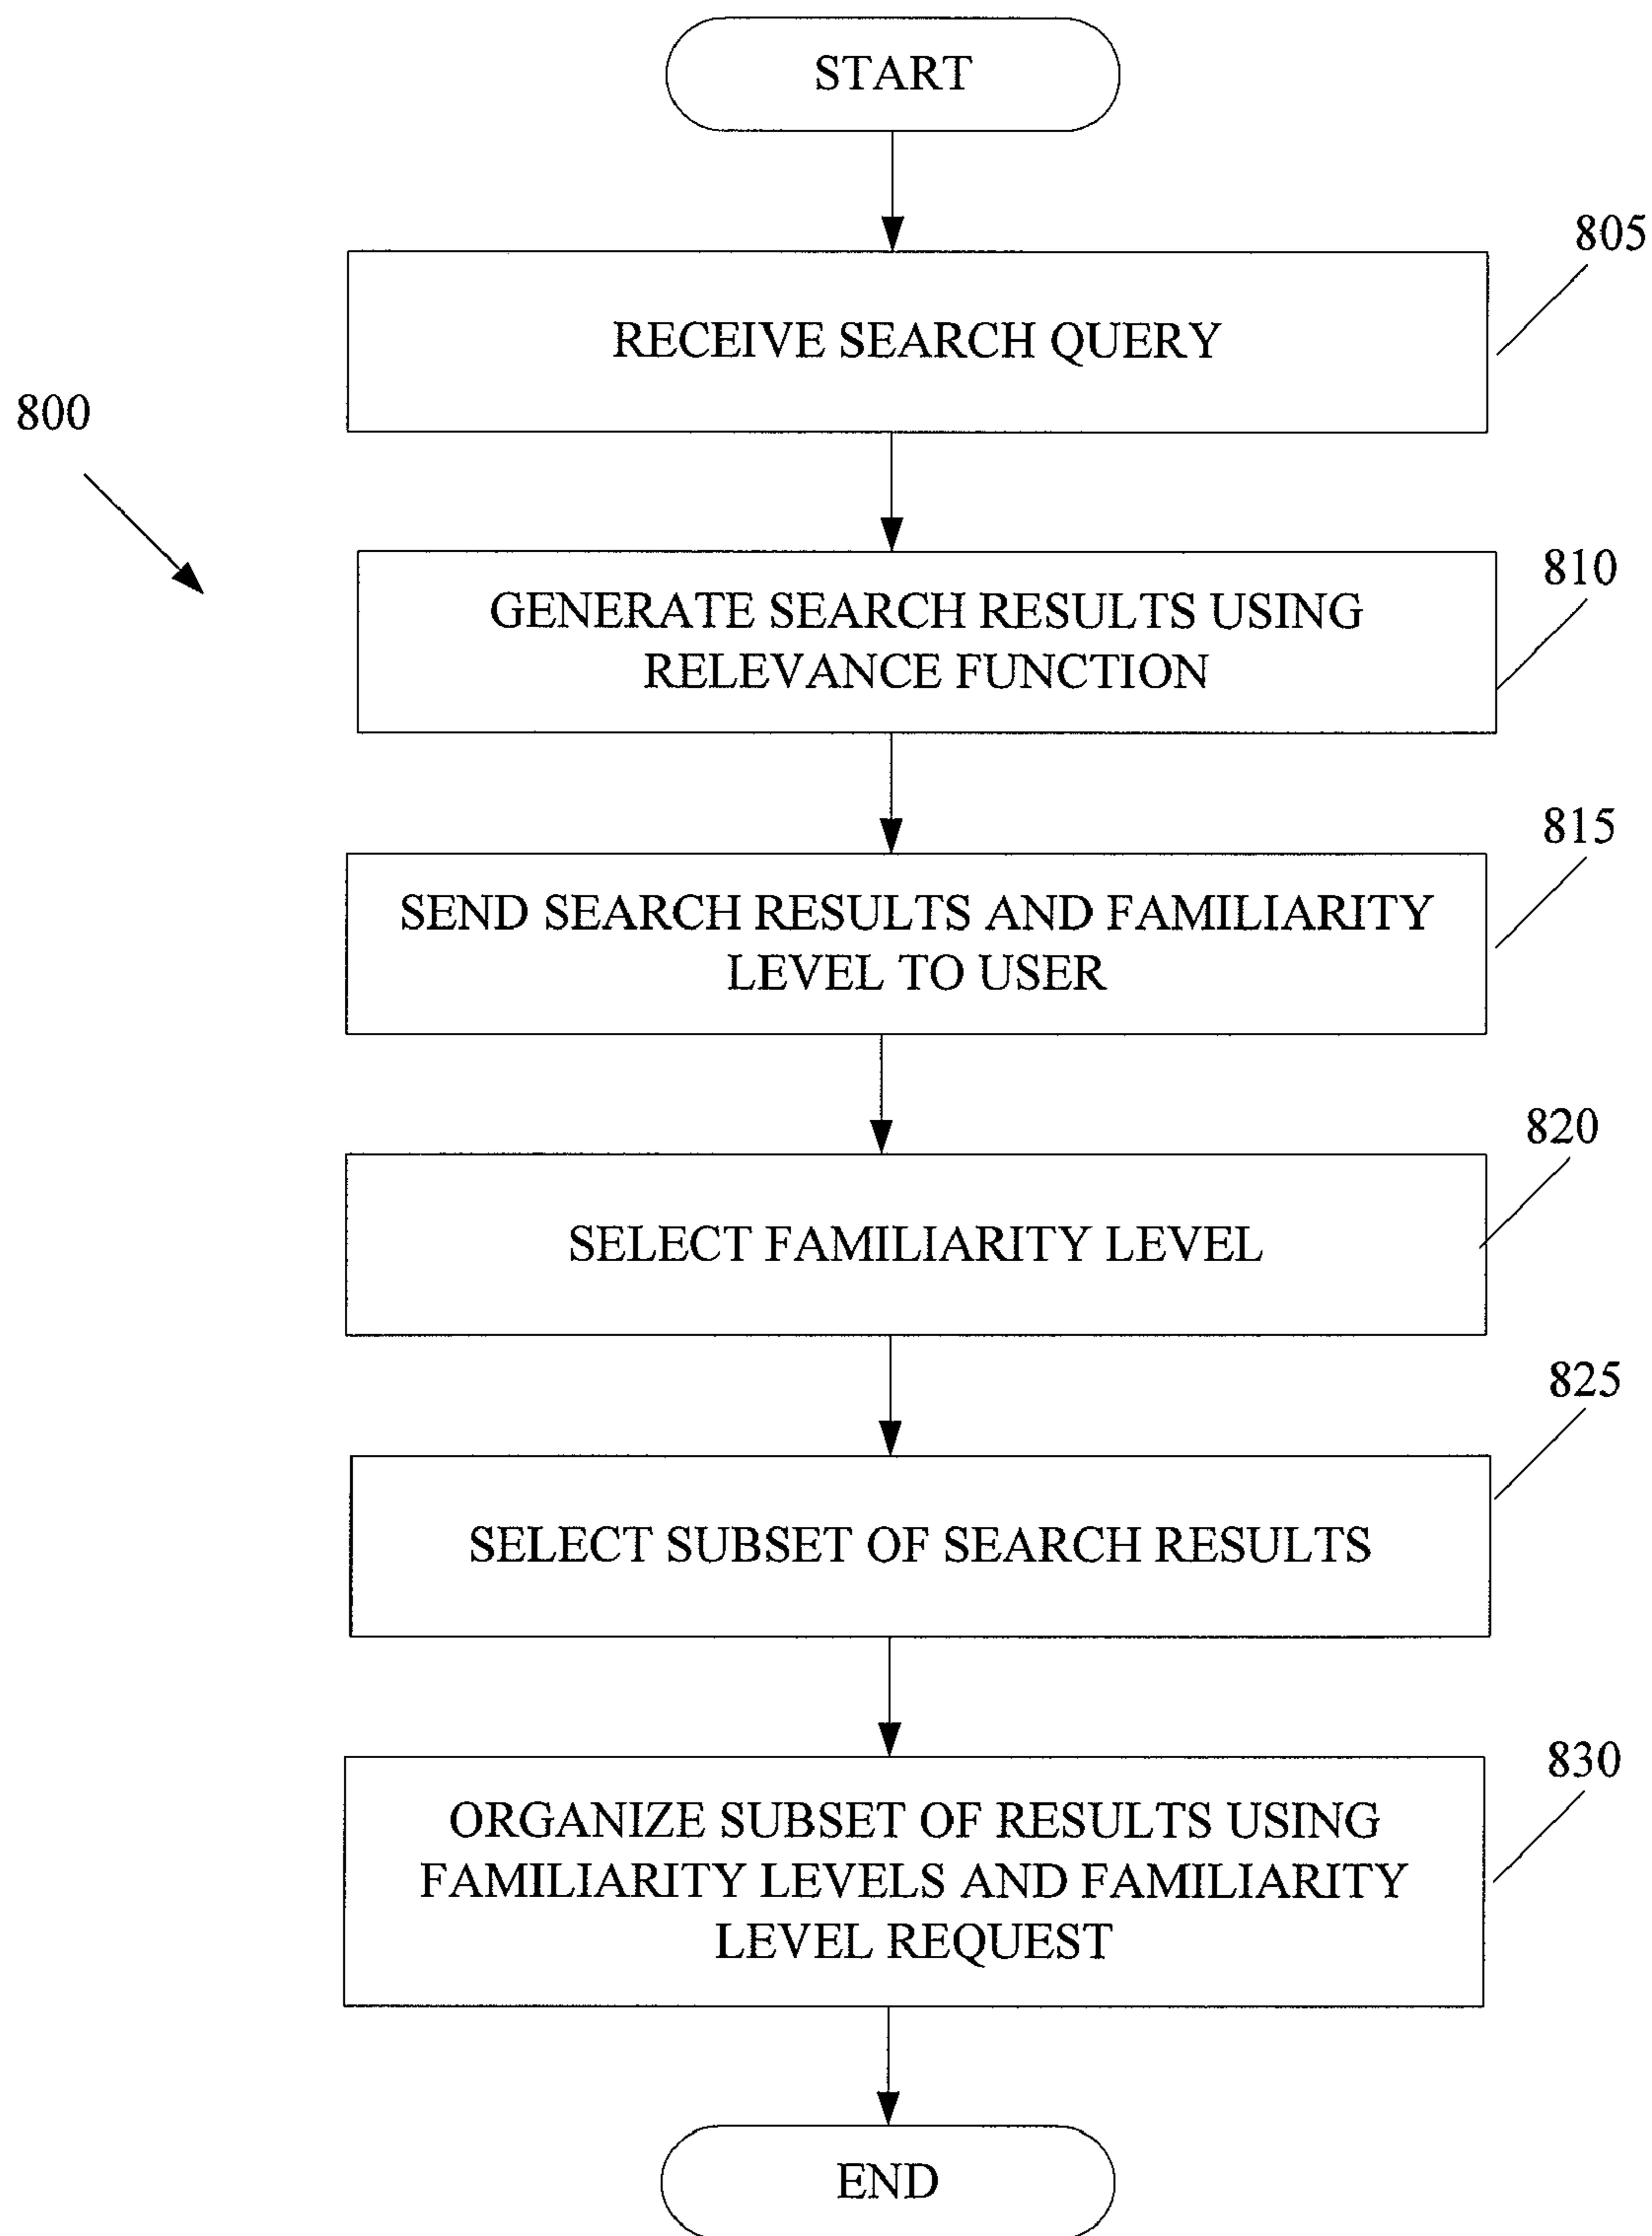 START
805
RECEIVE SEARCH QUERY
800
810
GENERATE SEARCH RESULTS USING
RELEVANCE FUNCTION
815
SEND SEARCH RESULTS AND FAMILIARITY
LEVEL TO USER
820
SELECT FAMILIARITY LEVEL
825
SELECT SUBSET OF SEARCH RESULTS
830
ORGANIZE SUBSET OF RESULTS USING
FAMILIARITY LEVELS AND FAMILIARITY
LEVEL REQUEST
END